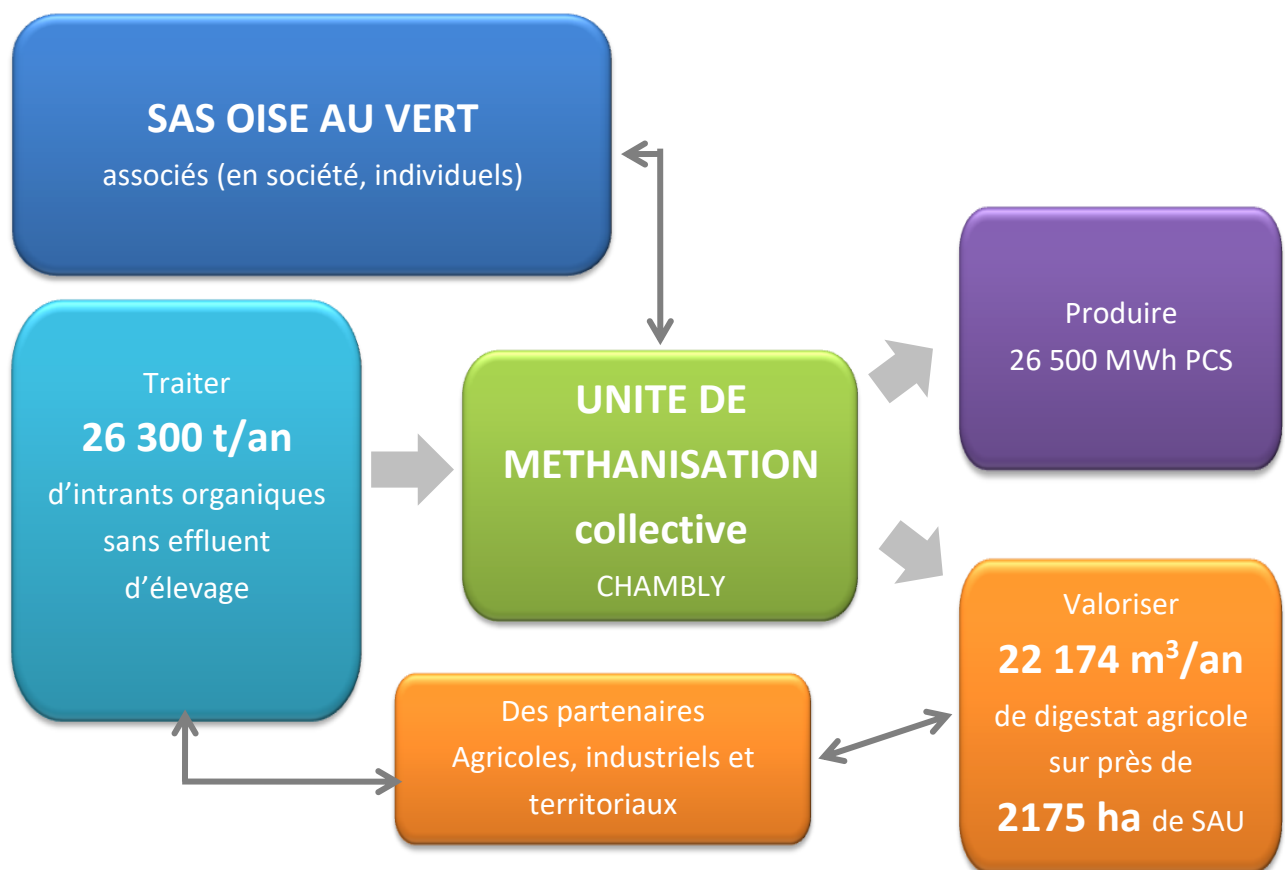 SAS OISE AU VERT
associés (en société, individuels)
Traiter
26 300 t/an
d’intrants organiques
sans effluent
d’élevage
UNITE DE
METHANISATION
collective
CHAMBLY
Produire
26 500 MWh PCS
Des partenaires
Agricoles, industriels et
territoriaux
Valoriser
22 174 m³/an
de digestat agricole
sur près de
2175 ha de SAU